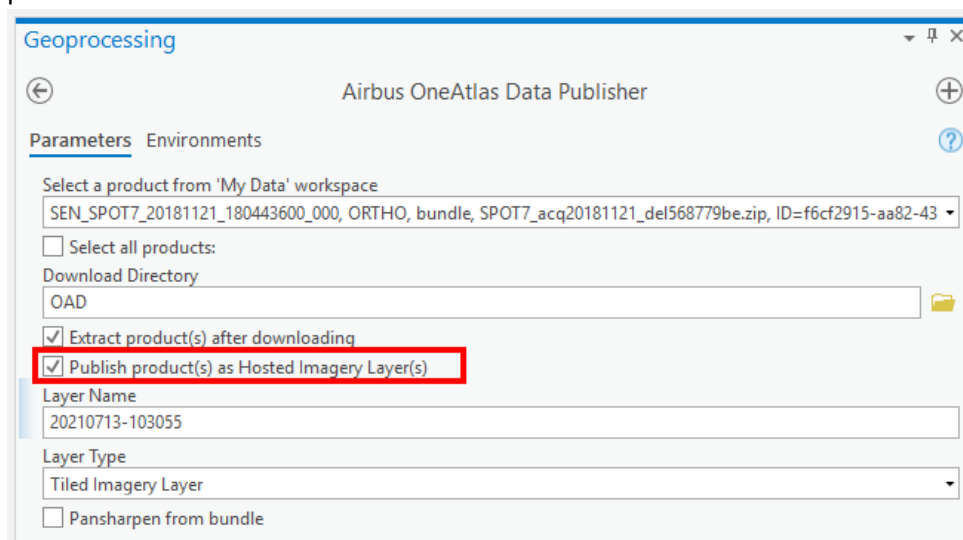 Geoprocessing
Airbus OneAtlas Data Publisher
Parameters Environments
Select a product from 'My Data' workspace
SEN_SPOT7_20181121_180443600_000, ORTHO, bundle, SPOT7_acq20181121_del568779be.zip, ID=f6cf2915-aa82-43
Select all products:
Download Directory
OAD
Extract product(s) after downloading
Publish product(s) as Hosted Imagery Layer(s)
Layer Name
20210713-103055
Layer Type
Tiled Imagery Layer
Pansharpen from bundle